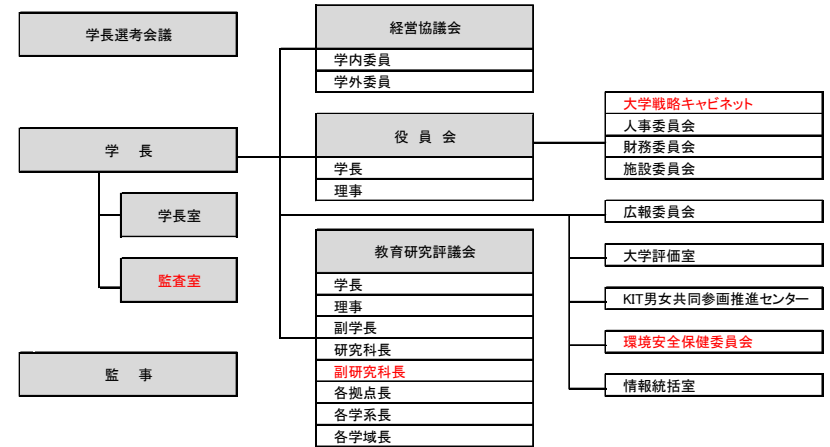 学長選考会議
学 長
学長室
監査室
監 事
経営協議会
学内委員
学外委員
役 員 会
学長
理事
教育研究評議会
学長
理事
副学長
研究科長
副研究科長
各拠点長
各学系長
各学域長
大学戦略キャビネット
人事委員会
財務委員会
施設委員会
広報委員会
大学評価室
KIT男女共同参画推進センター
環境安全保健委員会
情報統括室